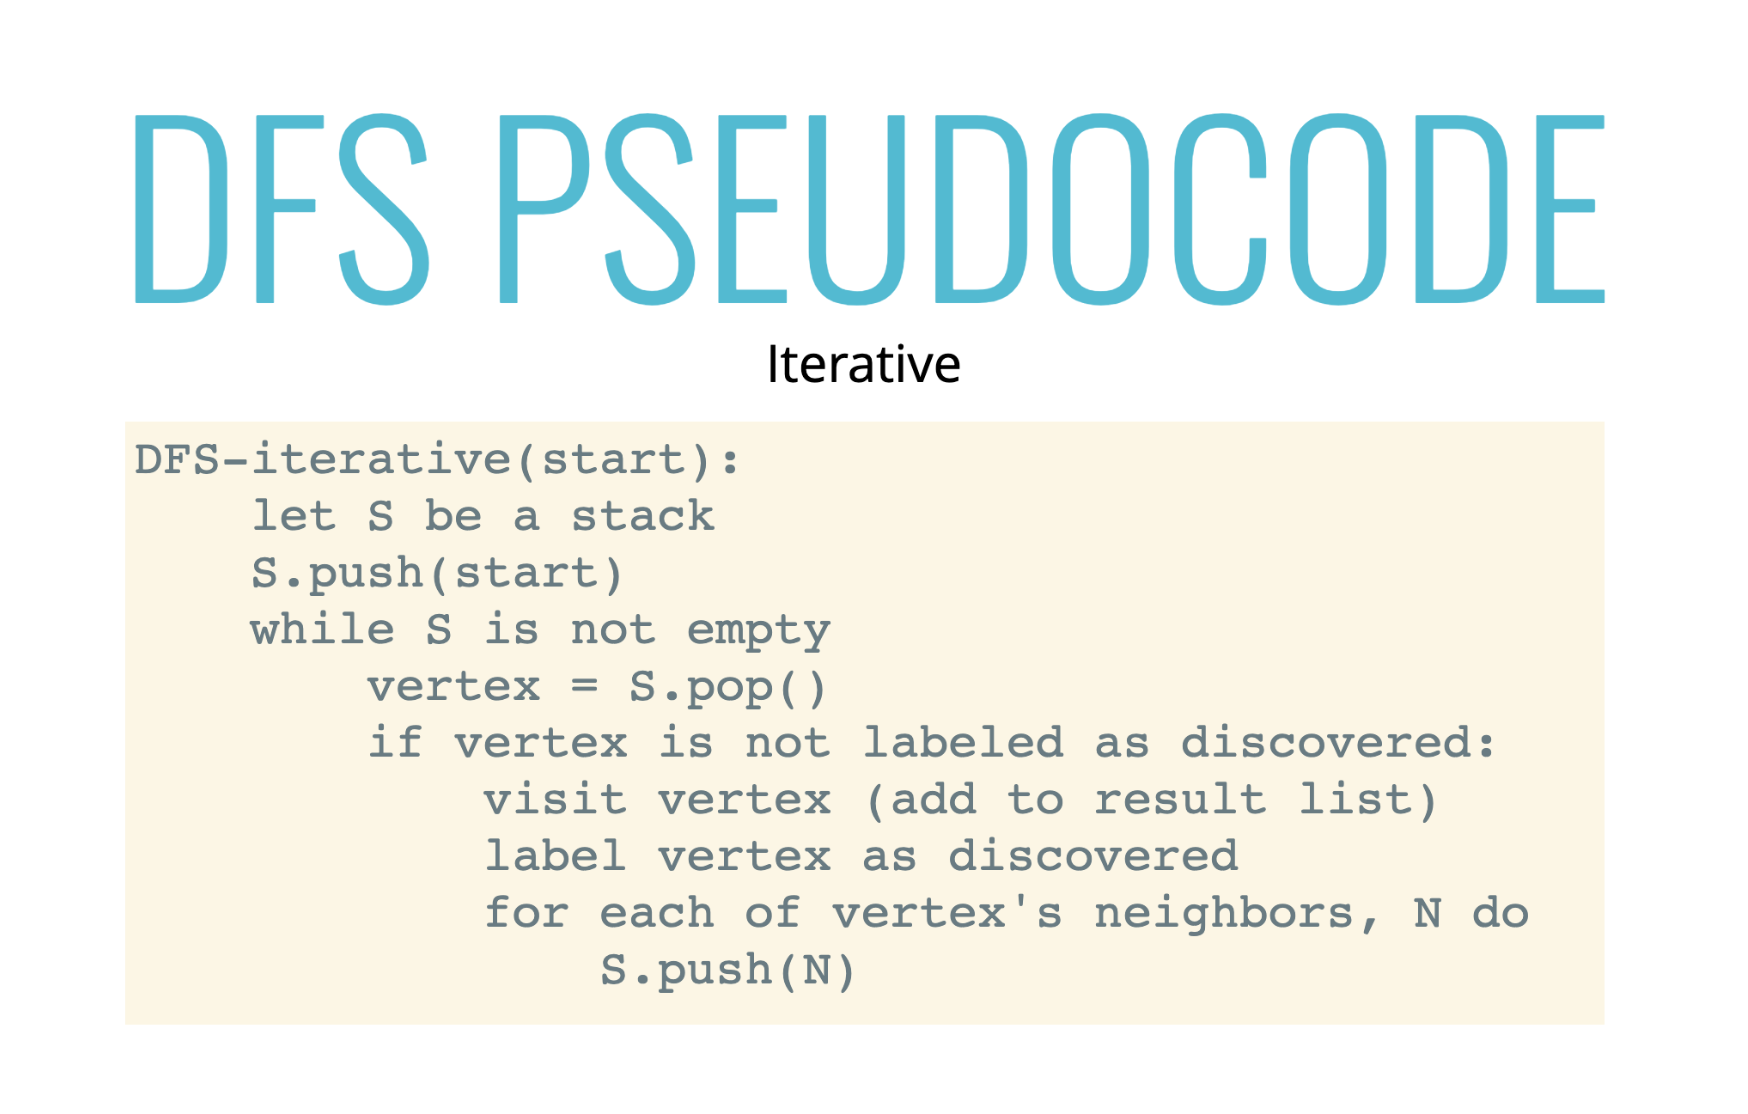 DFS PSEUDOCODE
Iterative
DFS-iterative(start):
    let S be a stack
    S.push(start)
    while S is not empty
        vertex = S.pop()
        if vertex is not labeled as discovered:
            visit vertex (add to result list)
            label vertex as discovered
            for each of vertex's neighbors, N do
                S.push(N)